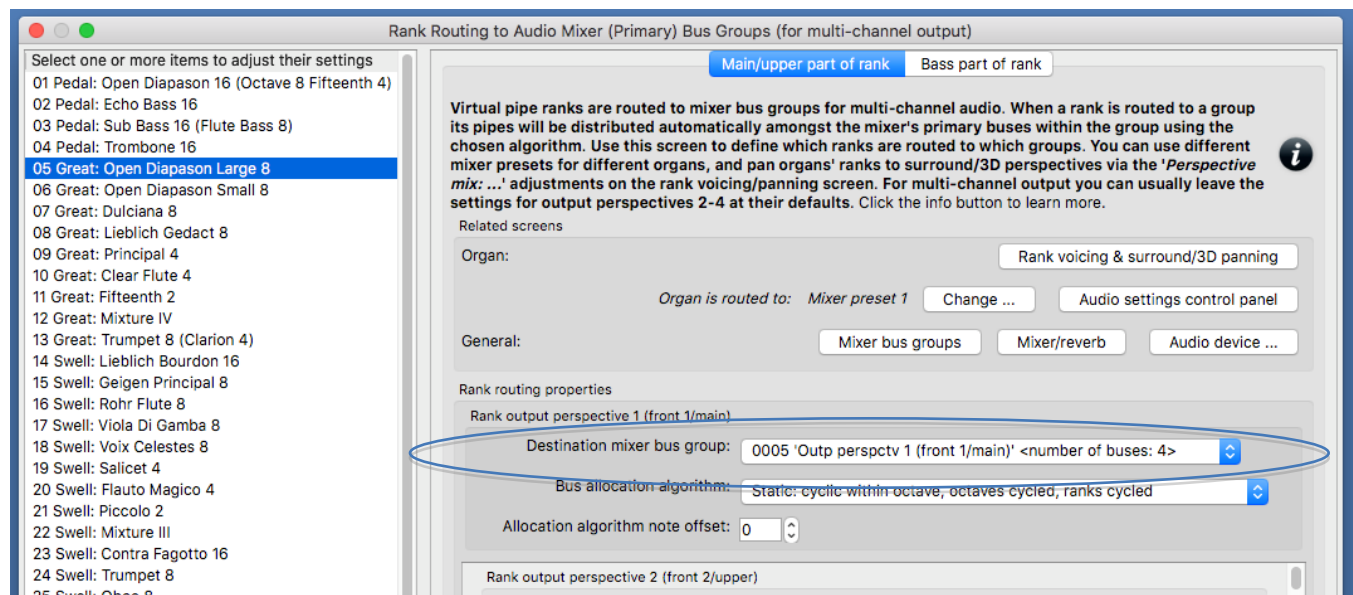 Rank Routing to Audio Mixer (Primary) Bus Groups (for multi-channel output)
Select one or more items to adjust their settings
01 Pedal: Open Diapason 16 (Octave 8 Fifteenth 4)
02 Pedal: Echo Bass 16
03 Pedal: Sub Bass 16 (Flute Bass 8)
04 Pedal: Trombone 16
05 Great: Open Diapason Large 8
06 Great: Open Diapason Small 8
07 Great: Dulciana 8
08 Great: Lieblich Gedact 8
09 Great: Principal 4
10 Great: Clear Flute 4
11 Great: Fifteenth 2
12 Great: Mixture IV
13 Great: Trumpet 8 (Clarion 4)
14 Swell: Lieblich Bourdon 16
15 Swell: Geigen Principal 8
16 Swell: Rohr Flute 8
17 Swell: Viola Di Gamba 8
18 Swell: Voix Celestes 8
19 Swell: Salicet 4
20 Swell: Flauto Magico 4
21 Swell: Piccolo 2
22 Swell: Mixture III
23 Swell: Contra Fagotto 16
24 Swell: Trumpet 8
25 Swell: Oboe 8
Main/upper part of rank Bass part of rank
Virtual pipe ranks are routed to mixer bus groups for multi-channel audio. When a rank is routed to a group
its pipes will be distributed automatically amongst the mixer's primary buses within the group using the
chosen algorithm. Use this screen to define which ranks are routed to which groups. You can use different
mixer presets for different organs, and pan organs' ranks to surround/3D perspectives via the 'Perspective
mix: ...' adjustments on the rank voicing/panning screen. For multi-channel output you can usually leave the
settings for output perspectives 2-4 at their defaults. Click the info button to learn more.
Related screens
Organ: Rank voicing & surround/3D panning
Organ is routed to: Mixer preset 1 Change ... Audio settings control panel
General: Mixer bus groups Mixer/reverb Audio device ...
Rank routing properties
Rank output perspective 1 (front 1/main)
Destination mixer bus group: 0005 'Outp perspctv 1 (front 1/main)' <number of buses: 4>
Bus allocation algorithm: Static: cyclic within octave, octaves cycled, ranks cycled
Allocation algorithm note offset: 0
Rank output perspective 2 (front 2/upper)